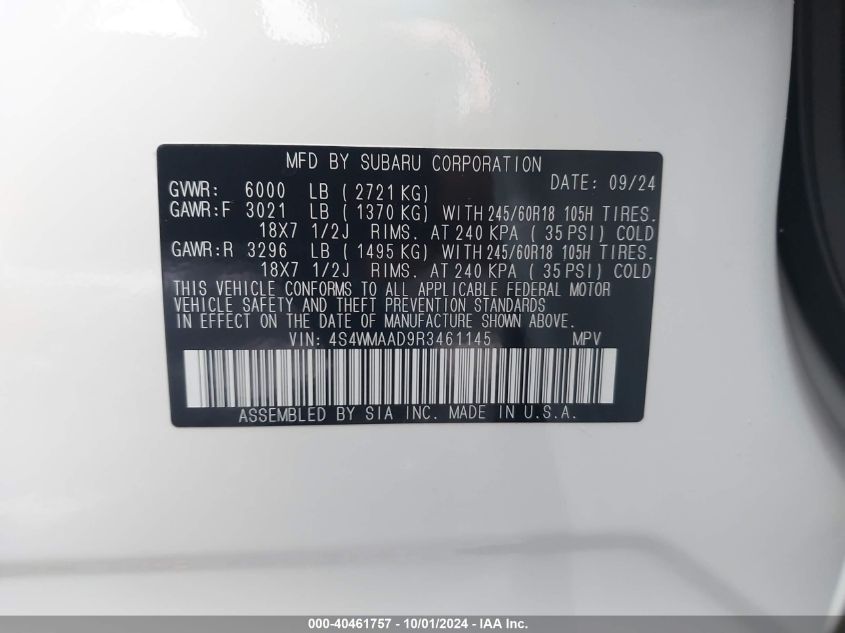 MFD BY SUBARU CORPORATION
DATE: 09/24
GVWR: 6000 LB ( 2721 KG)
GAWR:F 3021 LB ( 1370 KG) WITH 245/60R18 105H TIRES.
18X7 1/2J RIMS. AT 240 KPA ( 35 PSI) COLD
GAWR:R 3296 LB ( 1495 KG) WITH 245/60R18 105H TIRES.
18X7 1/2J RIMS. AT 240 KPA ( 35 PSI) COLD
THIS VEHICLE CONFORMS TO ALL APPLICABLE FEDERAL MOTOR
VEHICLE SAFETY AND THEFT PREVENTION STANDARDS
IN EFFECT ON THE DATE OF MANUFACTURE SHOWN ABOVE.
VIN: 4S4WMAAD9R3461145 MPV
ASSEMBLED BY SIA INC. MADE IN U.S.A.
000-40461757 - 10/01/2024 - IAA Inc.